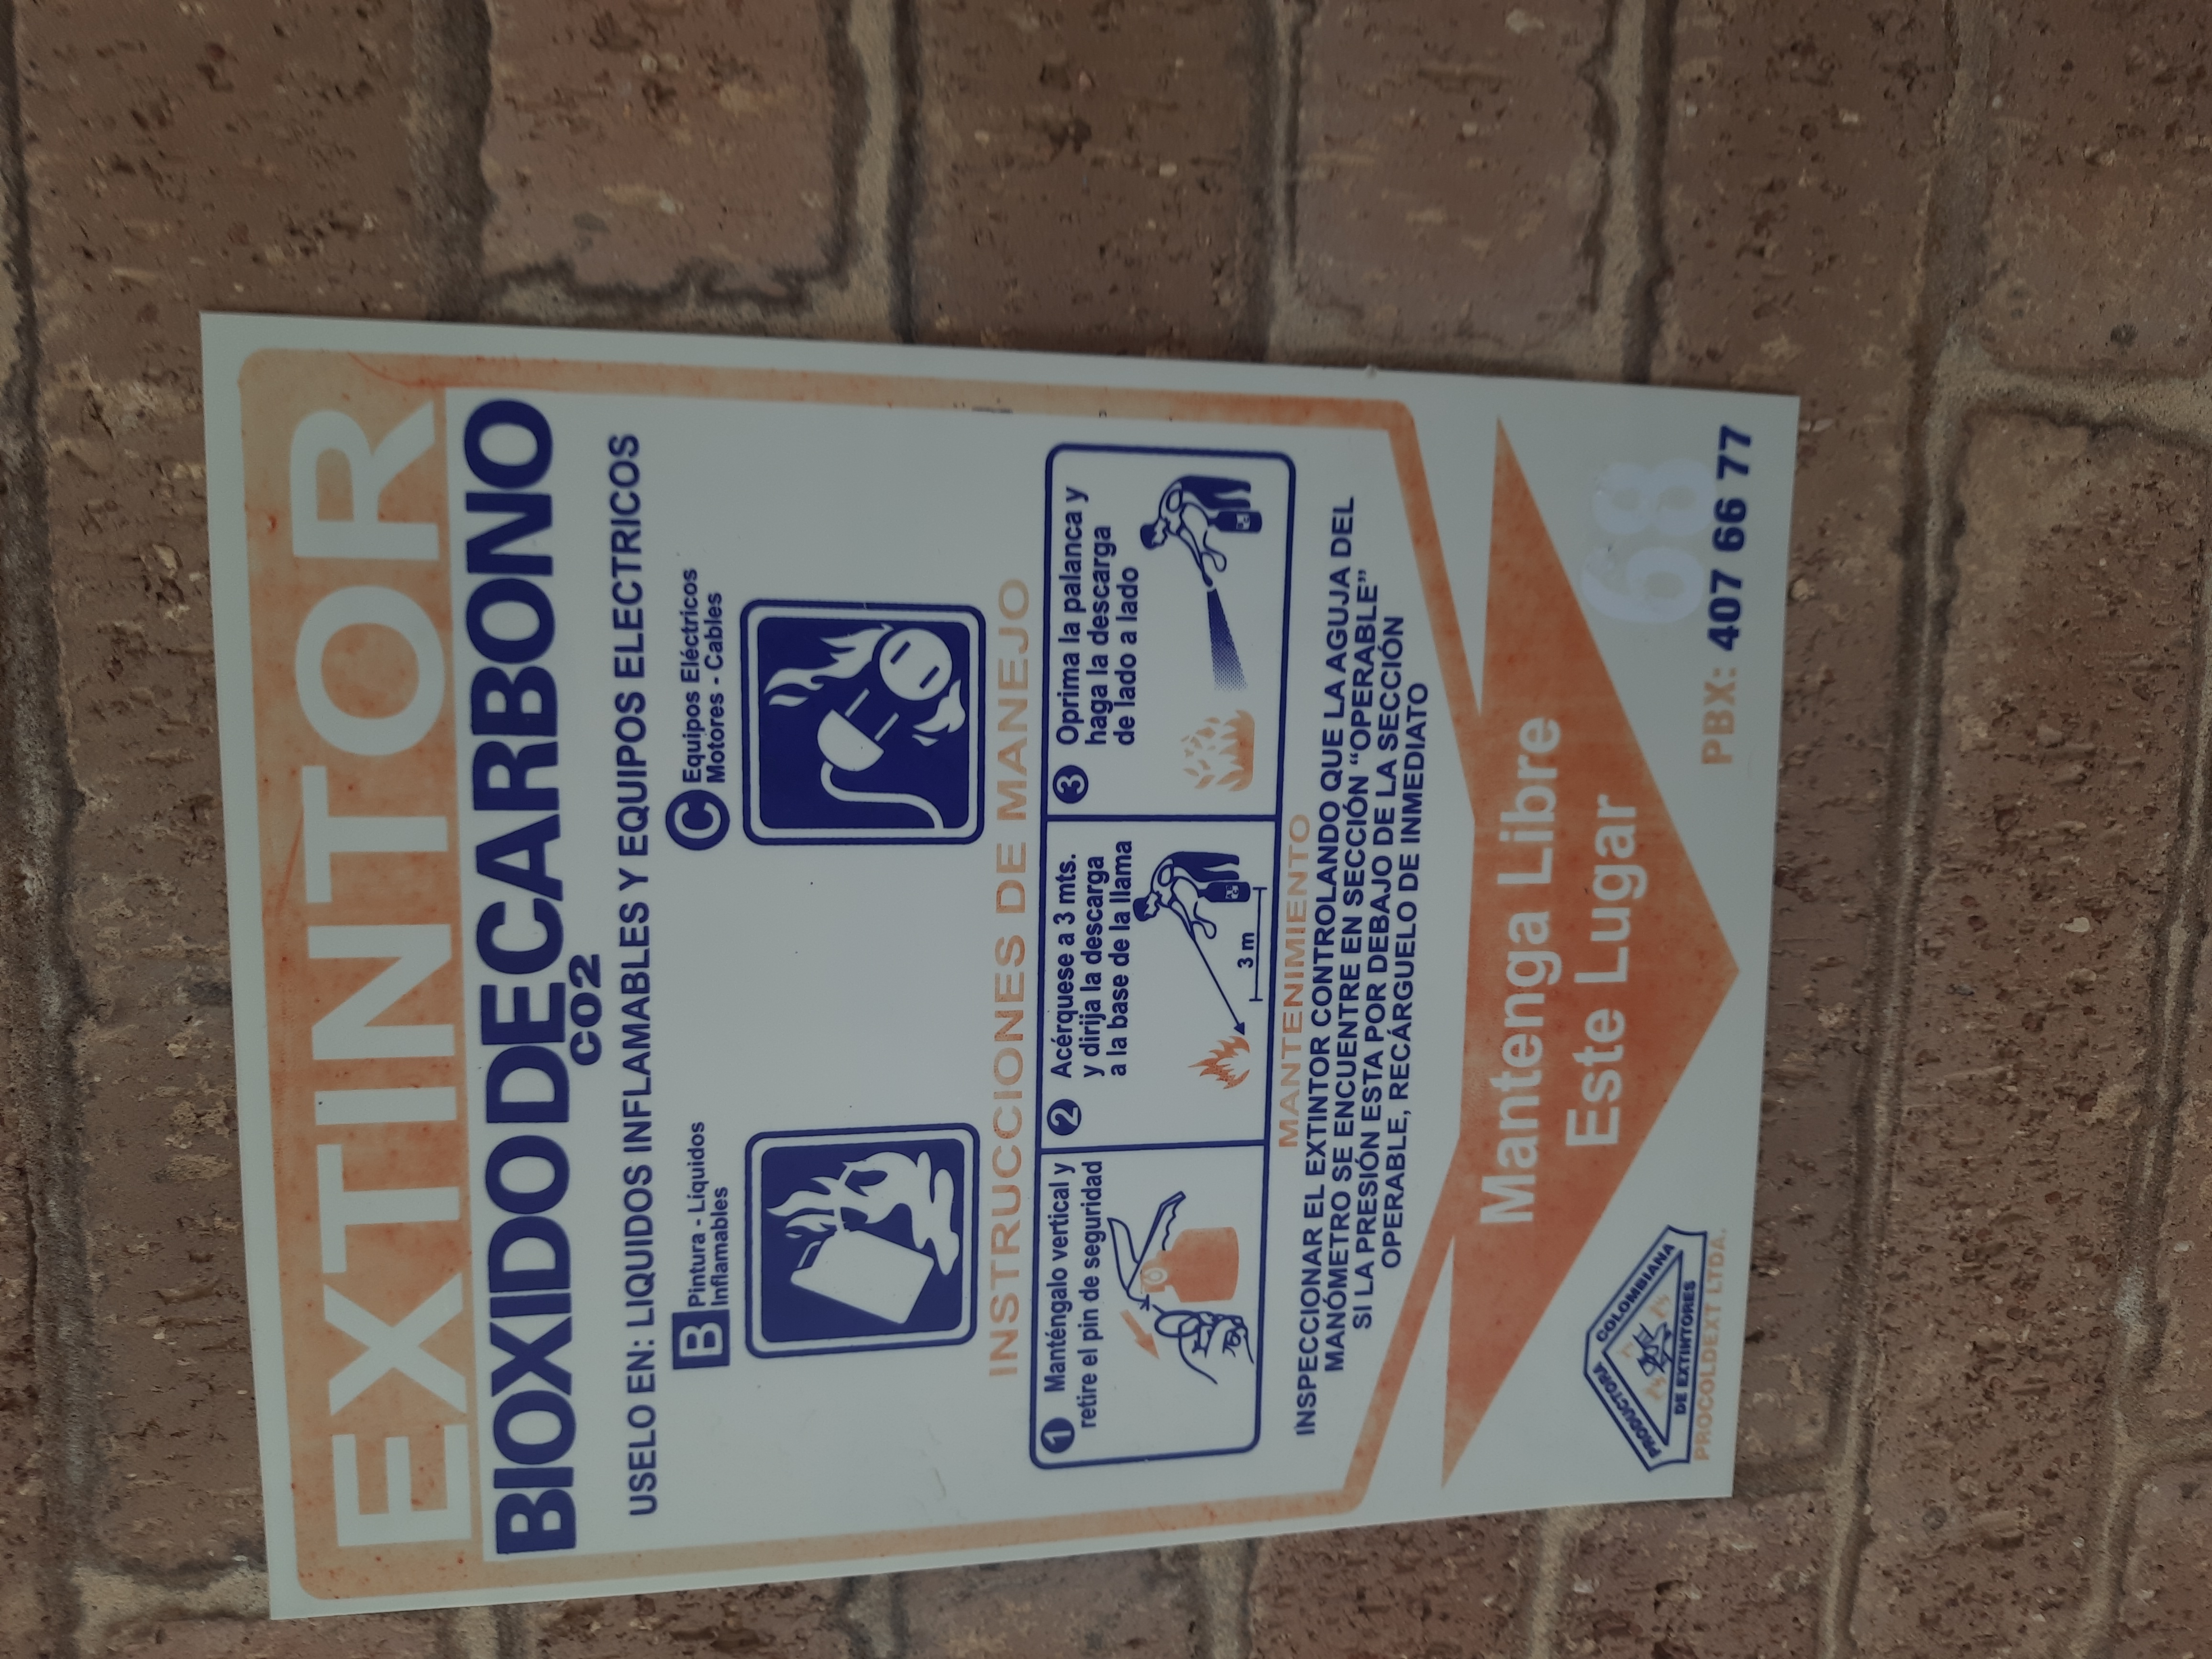 EXTINTOR
BIOXIDO DE CARBONO
CO2
USELO EN: LIQUIDOS INFLAMABLES Y EQUIPOS ELECTRICOS
B Pintura - Líquidos
Inflamables
C Equipos Eléctricos
Motores - Cables
INSTRUCCIONES DE MANEJO
1 Manténgalo vertical y
retire el pin de seguridad
2 Acérquese a 3 mts.
y dirija la descarga
a la base de la llama
3 m
3 Oprima la palanca y
haga la descarga
de lado a lado
MANTENIMIENTO
INSPECCIONAR EL EXTINTOR CONTROLANDO QUE LA AGUJA DEL
MANÓMETRO SE ENCUENTRE EN SECCIÓN “OPERABLE”
SI LA PRESIÓN ESTA POR DEBAJO DE LA SECCIÓN
OPERABLE, RECÁRGUELO DE INMEDIATO
Mantenga Libre
Este Lugar
68
PRODUCTORA COLOMBIANA
DE EXTINTORES
PROCOLDEXT LTDA.
PBX: 407 66 77